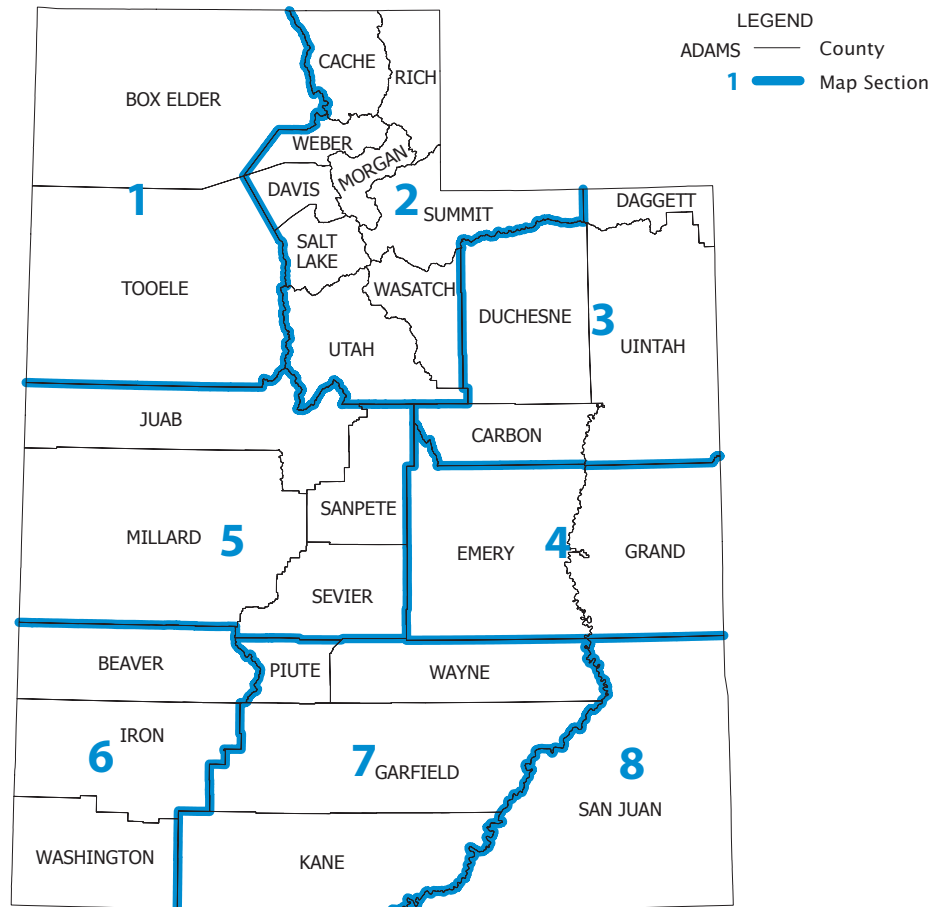 LEGEND
ADAMS County
1 Map Section
CACHE
RICH
BOX ELDER
WEBER
MORGAN
DAVIS
1
2
SUMMIT
DAGGETT
SALT
LAKE
TOOELE
WASATCH
DUCHESNE
3
UINTAH
UTAH
JUAB
CARBON
SANPETE
MILLARD
5
EMERY
4
GRAND
SEVIER
BEAVER
PIUTE
WAYNE
IRON
6
7
GARFIELD
8
SAN JUAN
WASHINGTON
KANE